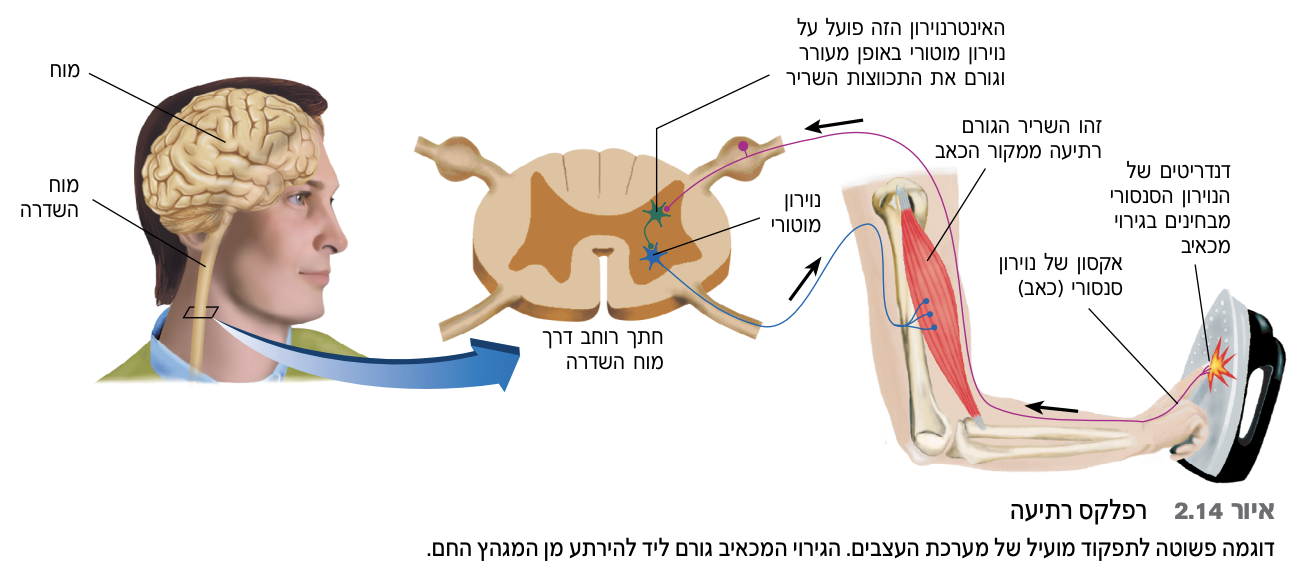 מוח
מוח
השדרה
האינטרנוירון הזה פועל על
נוירון מוטורי באופן מעורר
וגורם את התכווצות השריר
נוירון
מוטורי
חתך רוחב דרך
מוח השדרה
זהו השריר הגורם
רתיעה ממקור הכאב
דנדריטים של
הנוירון הסנסורי
מבחינים בגירוי
מכאיב
אקסון של נוירון
סנסורי (כאב)
איור 2.14 רפלקס רתיעה
דוגמה פשוטה לתפקוד מועיל של מערכת העצבים. הגירוי המכאיב גורם ליד להירתע מן המגהץ החם.